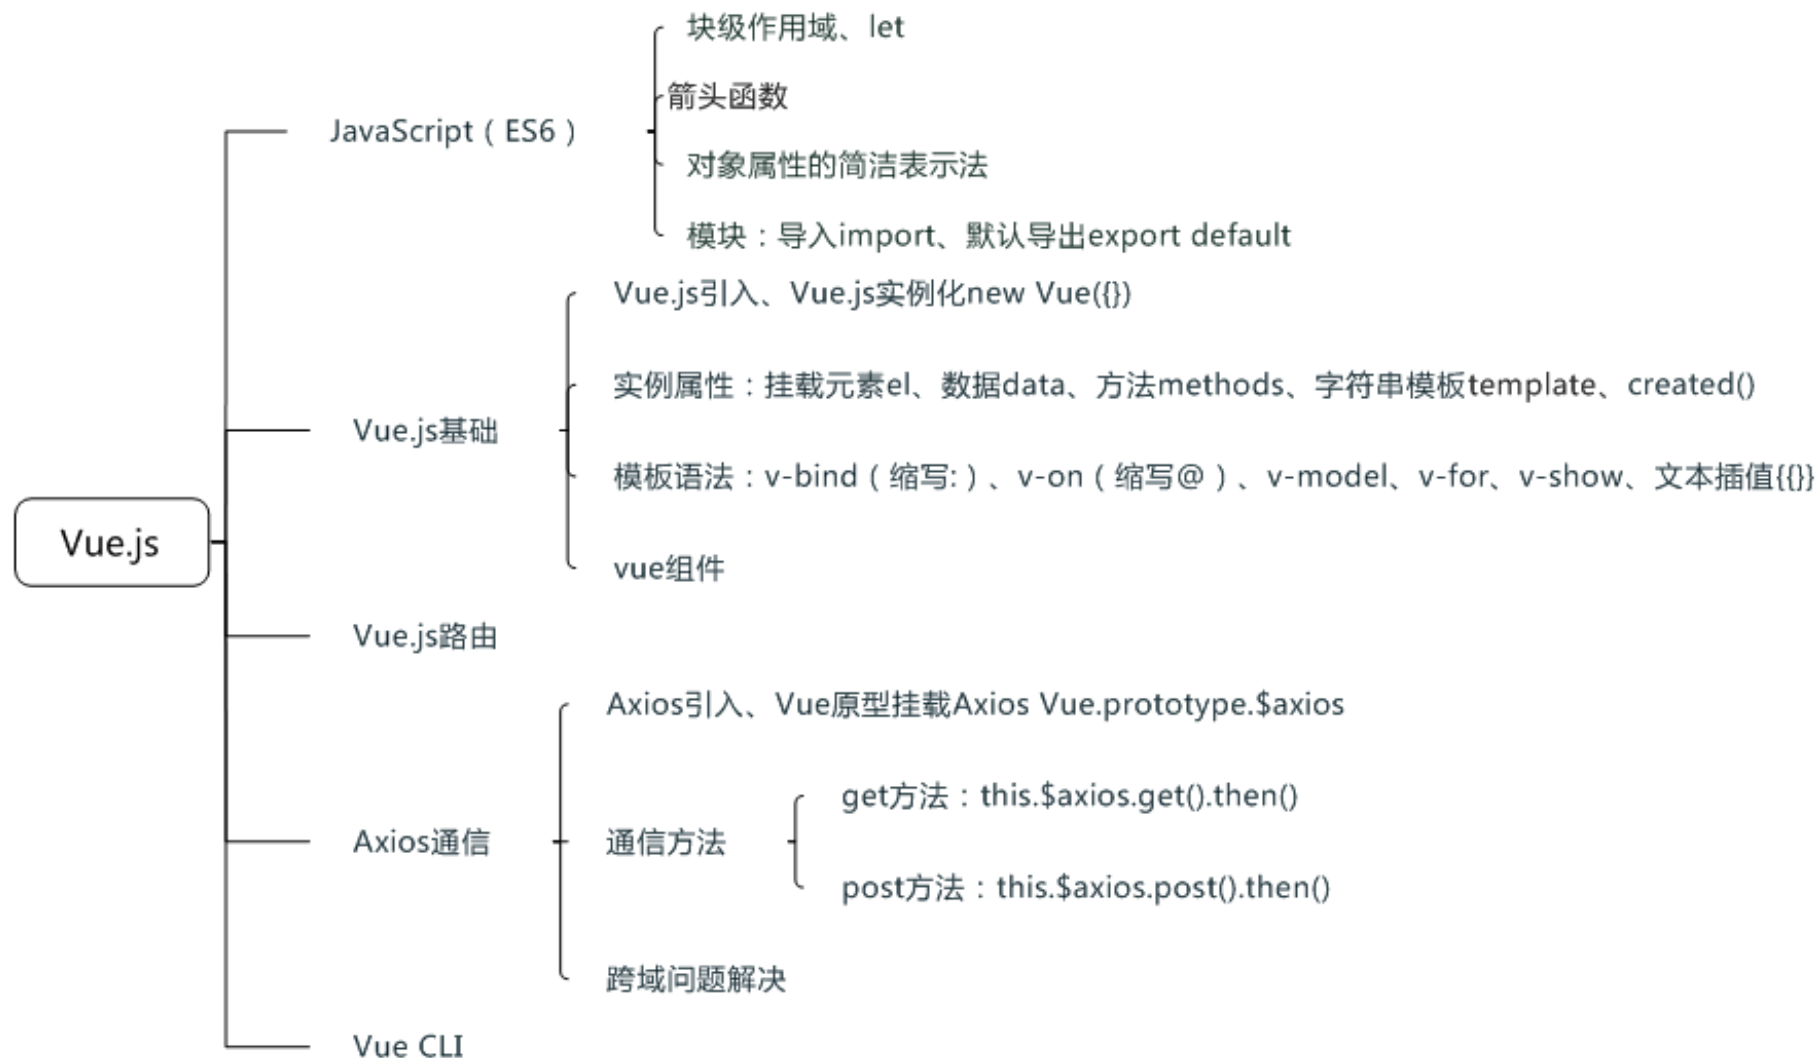 块级作用域、let
箭头函数
JavaScript（ES6）
对象属性的简洁表示法
模块：导入import、默认导出export default
Vue.js引入、Vue.js实例化new Vue({})
实例属性：挂载元素el、数据data、方法methods、字符串模板template、created()
Vue.js基础
模板语法：v-bind（缩写:）、v-on（缩写@）、v-model、v-for、v-show、文本插值{{}}
Vue.js
vue组件
Vue.js路由
Axios引入、Vue原型挂载Axios Vue.prototype.$axios
get方法：this.$axios.get().then()
Axios通信
通信方法
post方法：this.$axios.post().then()
跨域问题解决
Vue CLI